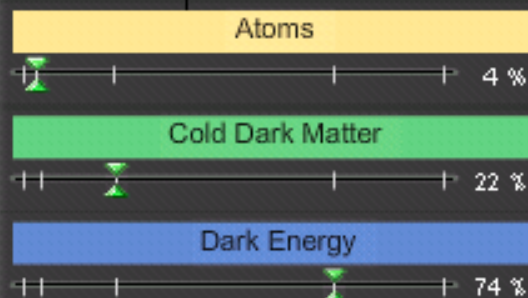 Atoms
4 %
Cold Dark Matter
22 %
Dark Energy
74 %